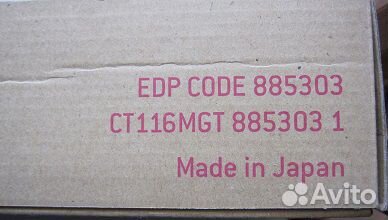 EDP CODE 885303
CT116MGT 885303 1
Made in Japan
Avito